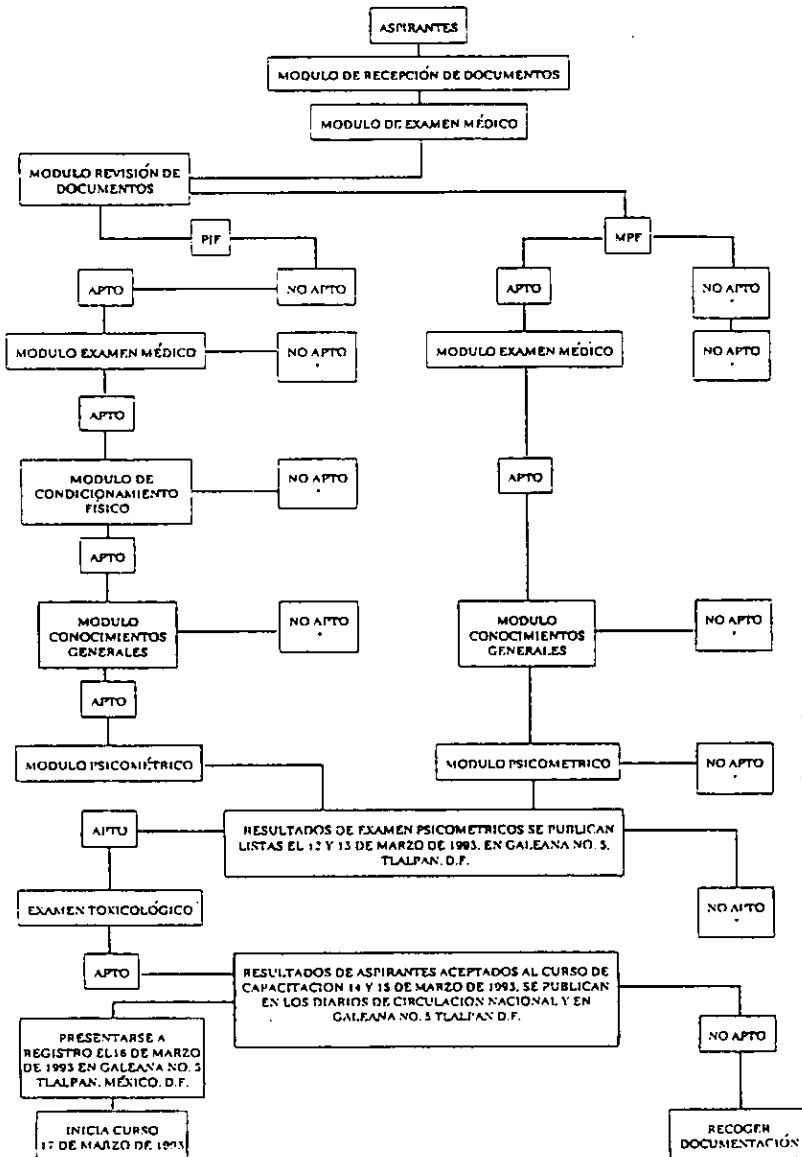 ASPIRANTES
MODULO DE RECEPCIÓN DE DOCUMENTOS
MODULO DE EXAMEN MÉDICO
MODULO REVISIÓN DE
DOCUMENTOS
PJF
MPF
APTO
NO APTO
APTO
NO APTO
*
MODULO EXAMEN MÉDICO
NO APTO
*
MODULO EXAMEN MÉDICO
NO APTO
*
APTO
MODULO DE
CONDICIONAMIENTO
FÍSICO
NO APTO
*
APTO
APTO
MODULO
CONOCIMIENTOS
GENERALES
NO APTO
*
MODULO
CONOCIMIENTOS
GENERALES
NO APTO
*
APTO
MODULO PSICOMÉTRICO
MODULO PSICOMETRICO
NO APTO
*
APTO
RESULTADOS DE EXAMEN PSICOMETRICOS SE PUBLICAN
LISTAS EL 12 Y 13 DE MARZO DE 1993, EN GALEANA NO. 5,
TLALPAN, D.F.
EXAMEN TOXICOLÓGICO
NO APTO
*
APTO
RESULTADOS DE ASPIRANTES ACEPTADOS AL CURSO DE
CAPACITACION 14 Y 15 DE MARZO DE 1993, SE PUBLICAN
EN LOS DIARIOS DE CIRCULACION NACIONAL Y EN
GALEANA NO. 5 TLALPAN D.F.
PRESENTARSE A
REGISTRO EL 16 DE MARZO
DE 1993 EN GALEANA NO. 5
TLALPAN, MÉXICO, D.F.
NO APTO
INICIA CURSO
17 DE MARZO DE 1993
RECOGER
DOCUMENTACIÓN